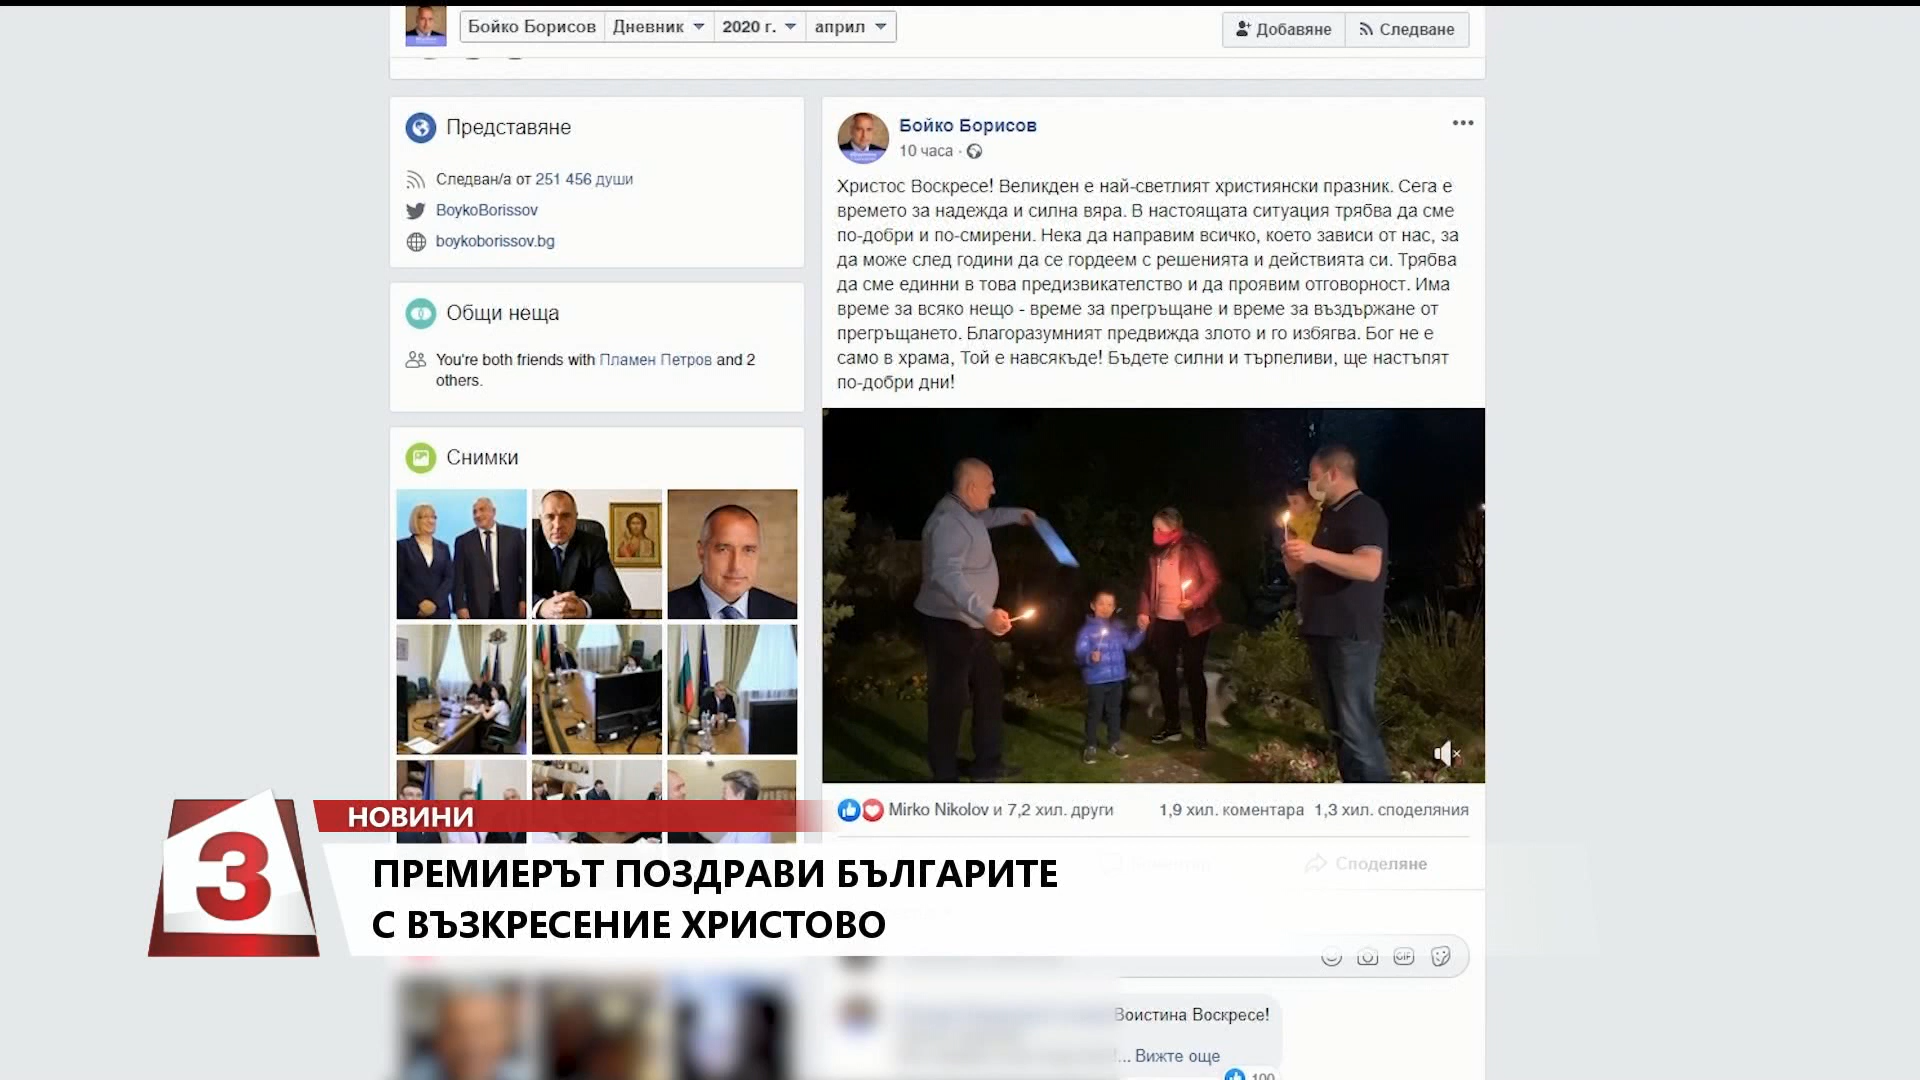 Бойко Борисов Дневник 2020 г. април
Добавяне Следване
Представяне
Следван/а от 251 456 души
BoykoBorissov
boykoborissov.bg
Общи неща
You're both friends with Пламен Петров and 2
others.
Снимки
Бойко Борисов
10 часа ·
Христос Воскресе! Великден е най-светлият християнски празник. Сега е
времето за надежда и силна вяра. В настоящата ситуация трябва да сме
по-добри и по-смирени. Нека да направим всичко, което зависи от нас, за
да може след години да се гордеем с решенията и действията си. Трябва
да сме единни в това предизвикателство и да проявим отговорност. Има
време за всяко нещо - време за прегръщане и време за въздържане от
прегръщането. Благоразумният предвижда злото и го избягва. Бог не е
само в храма, Той е навсякъде! Бъдете силни и търпеливи, ще настъпят
по-добри дни!
Mirko Nikolov и 7,2 хил. други 1,9 хил. коментара 1,3 хил. споделяния
Споделяне
GIF
Воистина Воскресе!
!... Вижте още
100
3
НОВИНИ
ПРЕМИЕРЪТ ПОЗДРАВИ БЪЛГАРИТЕ
С ВЪЗКРЕСЕНИЕ ХРИСТОВО